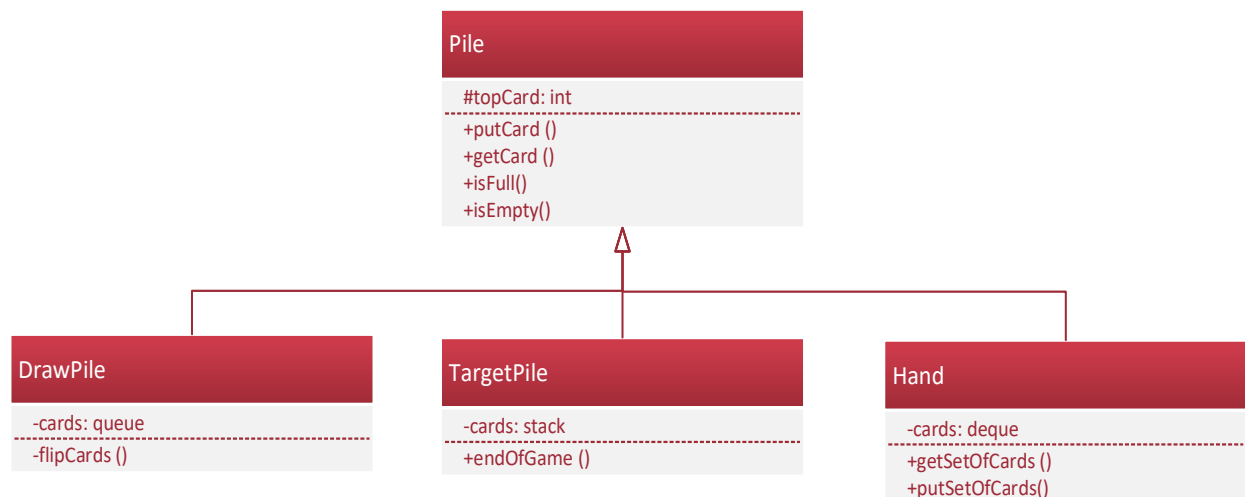 Pile
#topCard: int
+putCard ()
+getCard ()
+isFull()
+isEmpty()
DrawPile
-cards: queue
-flipCards ()
TargetPile
-cards: stack
+endOfGame ()
Hand
-cards: deque
+getSetOfCards ()
+putSetOfCards()